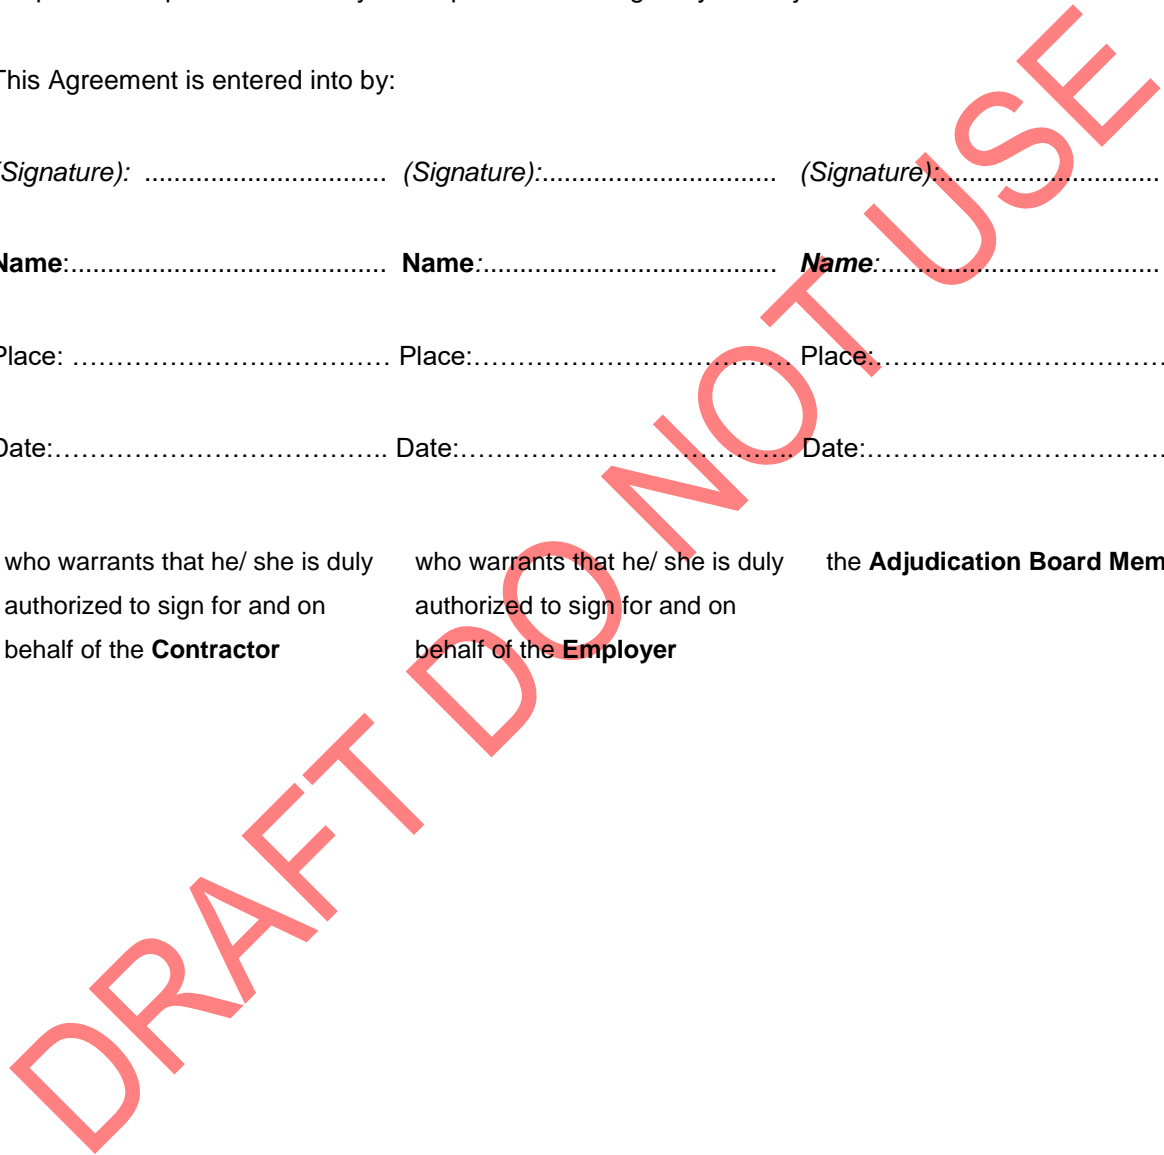 This Agreement is entered into by:
(Signature): ................................. (Signature):................................ (Signature):..............................
Name:........................................... Name:........................................ Name:......................................
Place: ……………………………… Place:……………………………… Place:……………………………
Date:……………………………….. Date:……………………………….. Date:……………………………
who warrants that he/ she is duly who warrants that he/ she is duly the Adjudication Board Mem
authorized to sign for and on authorized to sign for and on
behalf of the Contractor behalf of the Employer
DRAFT DO NOT USE